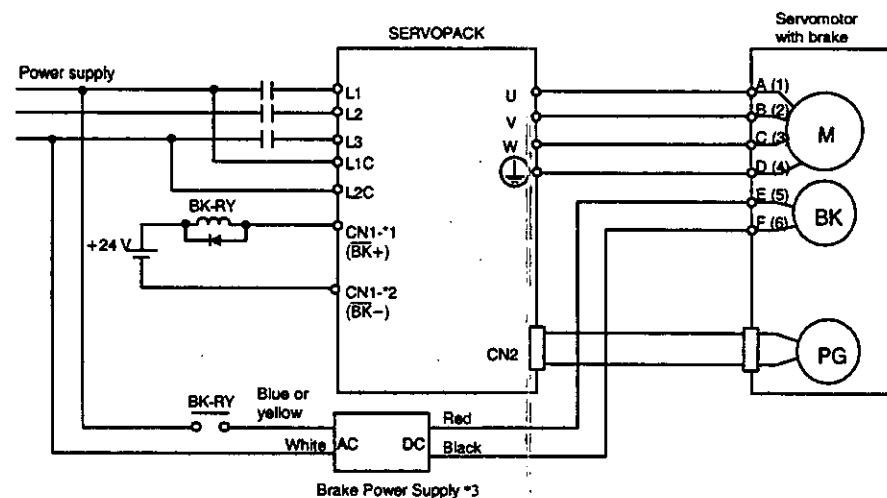 SERVOPACK
Servomotor
with brake
Power supply
L1
L2
L3
L1C
L2C
U
V
W
A (1)
B (2)
C (3)
D (4)
E (5)
F (6)
M
BK
PG
BK-RY
+24 V
CN1-*1
(BK+)
CN1-*2
(BK−)
CN2
BK-RY
Blue or
yellow
White
AC
DC
Red
Black
Brake Power Supply *3